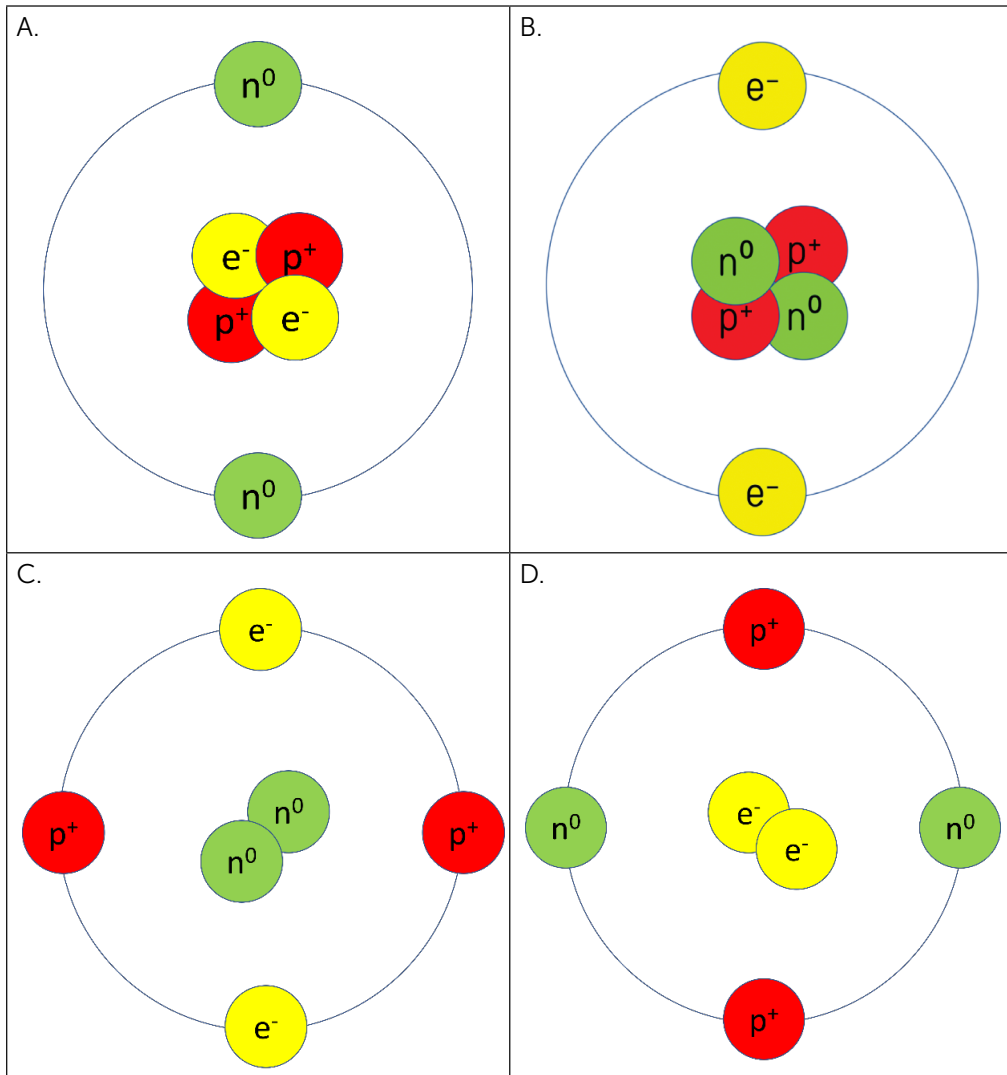 A.
n⁰
e⁻ p⁺
p⁺ e⁻
n⁰
B.
e⁻
n⁰ p⁺
p⁺ n⁰
e⁻
C.
e⁻
n⁰
p⁺ p⁺
n⁰
e⁻
D.
p⁺
e⁻
n⁰ n⁰
e⁻
p⁺